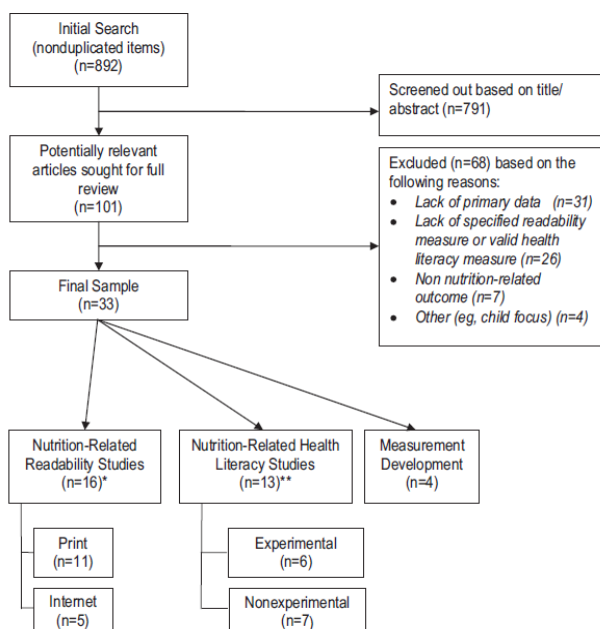 Initial Search
(nonduplicated items)
(n=892)
Screened out based on title/
abstract (n=791)
Potentially relevant
articles sought for full
review
(n=101)
Excluded (n=68) based on the
following reasons:
• Lack of primary data (n=31)
• Lack of specified readability
measure or valid health
literacy measure (n=26)
• Non nutrition-related
outcome (n=7)
• Other (eg, child focus) (n=4)
Final Sample
(n=33)
Nutrition-Related
Readability Studies
(n=16)*
Nutrition-Related Health
Literacy Studies
(n=13)**
Measurement
Development
(n=4)
Print
(n=11)
Internet
(n=5)
Experimental
(n=6)
Nonexperimental
(n=7)